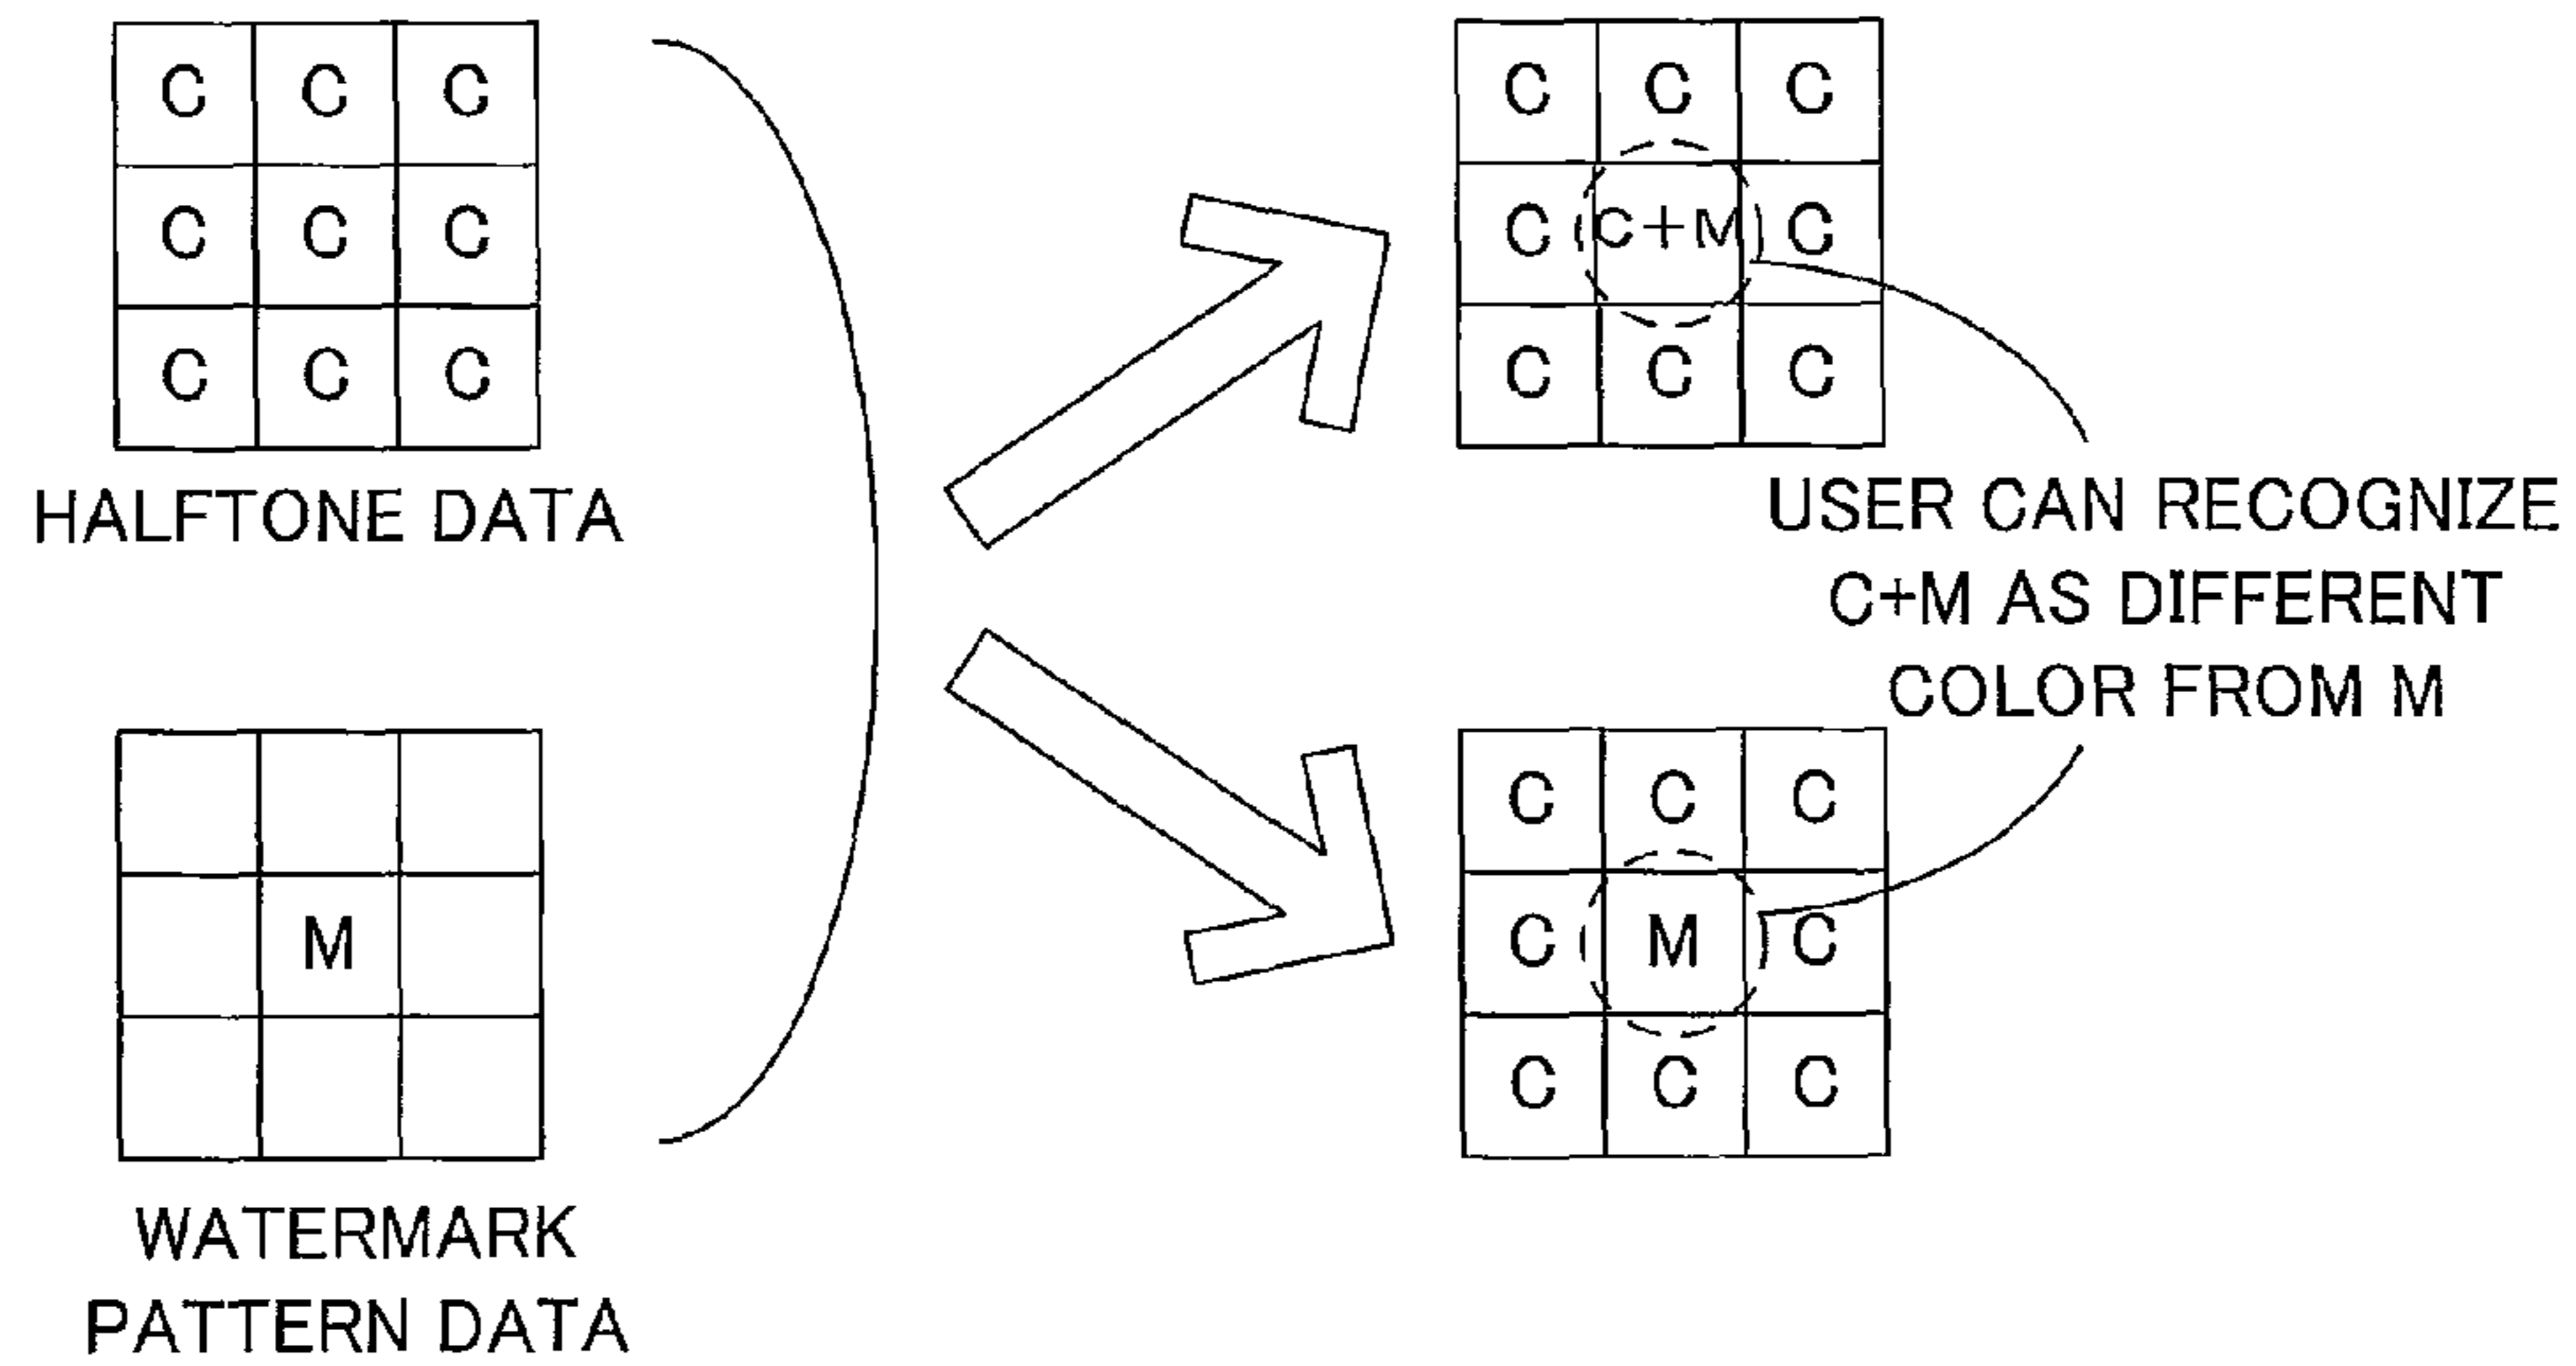 C C C
C C C
C C C
HALFTONE DATA
M
WATERMARK
PATTERN DATA
C C C
C C+M C
C C C
USER CAN RECOGNIZE
C+M AS DIFFERENT
COLOR FROM M
C C C
C M C
C C C